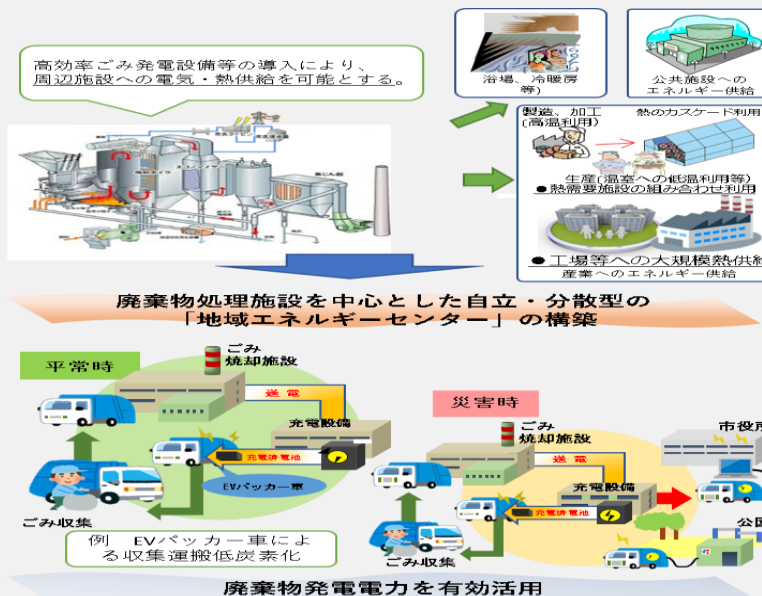 高効率ごみ発電設備等の導入により、
周辺施設への電気・熱供給を可能とする。
浴場、冷暖房
等)
公共施設への
エネルギー供給
製造、加工
(高温利用)
熱のカスケード利用
生産(温室への低温利用等)
●熱需要施設の組み合わせ利用
●工場等への大規模熱供給
産業へのエネルギー供給
廃棄物処理施設を中心とした自立・分散型の
「地域エネルギーセンター」の構築
平常時
ごみ
焼却施設
送電
充電設備
充電済電池
EVパッカー車
ごみ収集
例 EVパッカー車によ
る収集運搬低炭素化
災害時
ごみ
焼却施設
送電
充電設備
充電済電池
ごみ収集
市役所
公園
廃棄物発電電力を有効活用